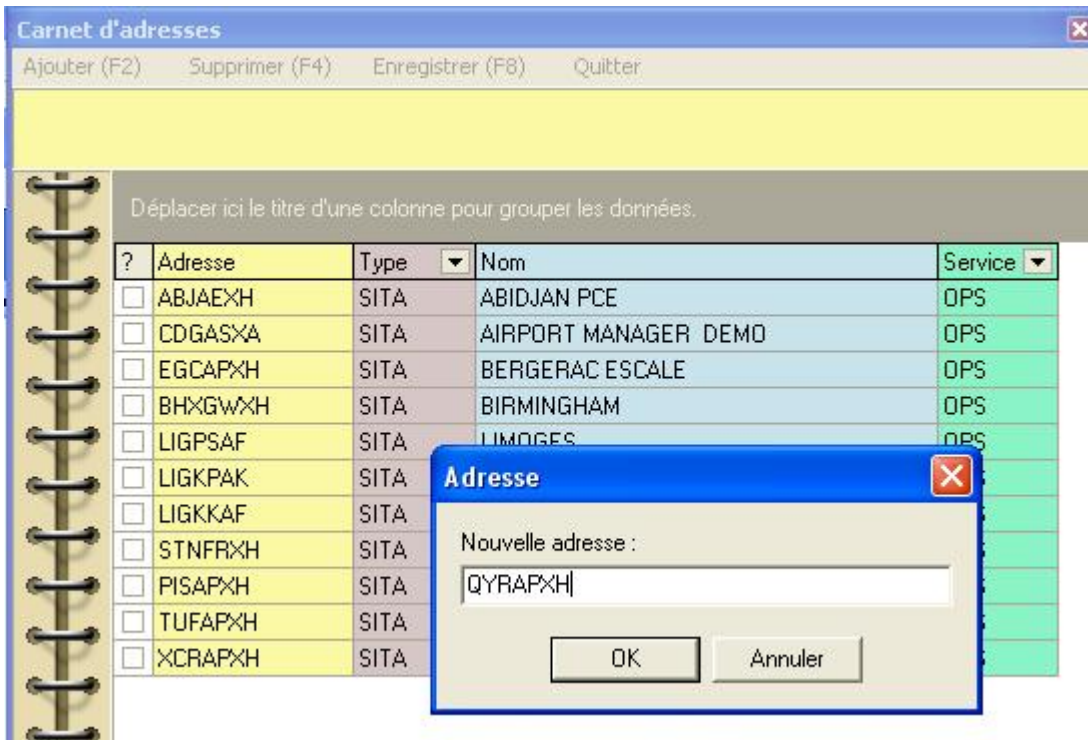 Carnet d'adresses
Ajouter (F2) Supprimer (F4) Enregistrer (F8) Quitter
Déplacer ici le titre d'une colonne pour grouper les données.
? Adresse Type Nom Service
ABJAEXH SITA ABIDJAN PCE OPS
CDGASXA SITA AIRPORT MANAGER DEMO OPS
EGCAPXH SITA BERGERAC ESCALE OPS
BHXGWXH SITA BIRMINGHAM OPS
LIGPSAF SITA LIMOGES OPS
LIGKPAK SITA
LIGKKAF SITA
STNFRXH SITA
PISAPXH SITA
TUFAPXH SITA
XCRAPXH SITA
Adresse
Nouvelle adresse :
QYRAPXH
OK Annuler